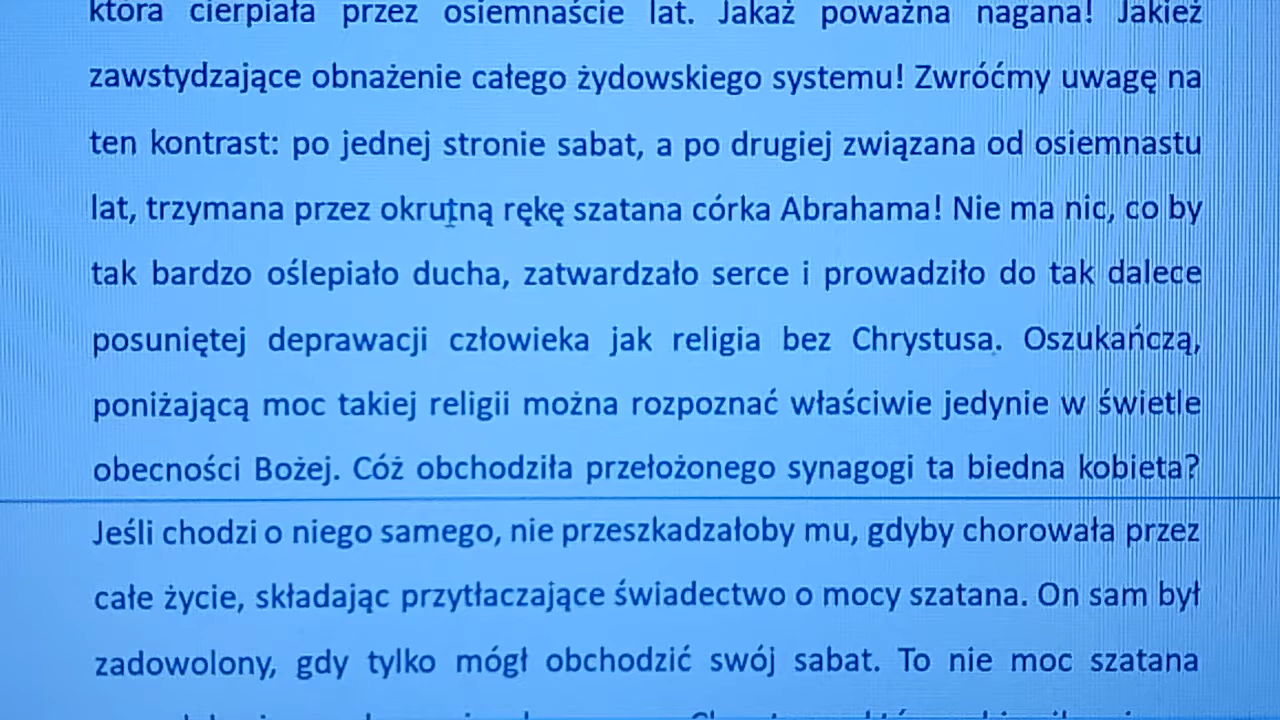 która cierpiała przez osiemnaście lat. Jakaż poważna nagana! Jakież
zawstydzające obnażenie całego żydowskiego systemu! Zwróćmy uwagę na
ten kontrast: po jednej stronie sabat, a po drugiej związana od osiemnastu
lat, trzymana przez okrutną rękę szatana córka Abrahama! Nie ma nic, co by
tak bardzo oślepiało ducha, zatwardzało serce i prowadziło do tak dalece
posuniętej deprawacji człowieka jak religia bez Chrystusa. Oszukańczą,
poniżającą moc takiej religii można rozpoznać właściwie jedynie w świetle
obecności Bożej. Cóż obchodziła przełożonego synagogi ta biedna kobieta?
Jeśli chodzi o niego samego, nie przeszkadzałoby mu, gdyby chorowała przez
całe życie, składając przytłaczające świadectwo o mocy szatana. On sam był
zadowolony, gdy tylko mógł obchodzić swój sabat. To nie moc szatana